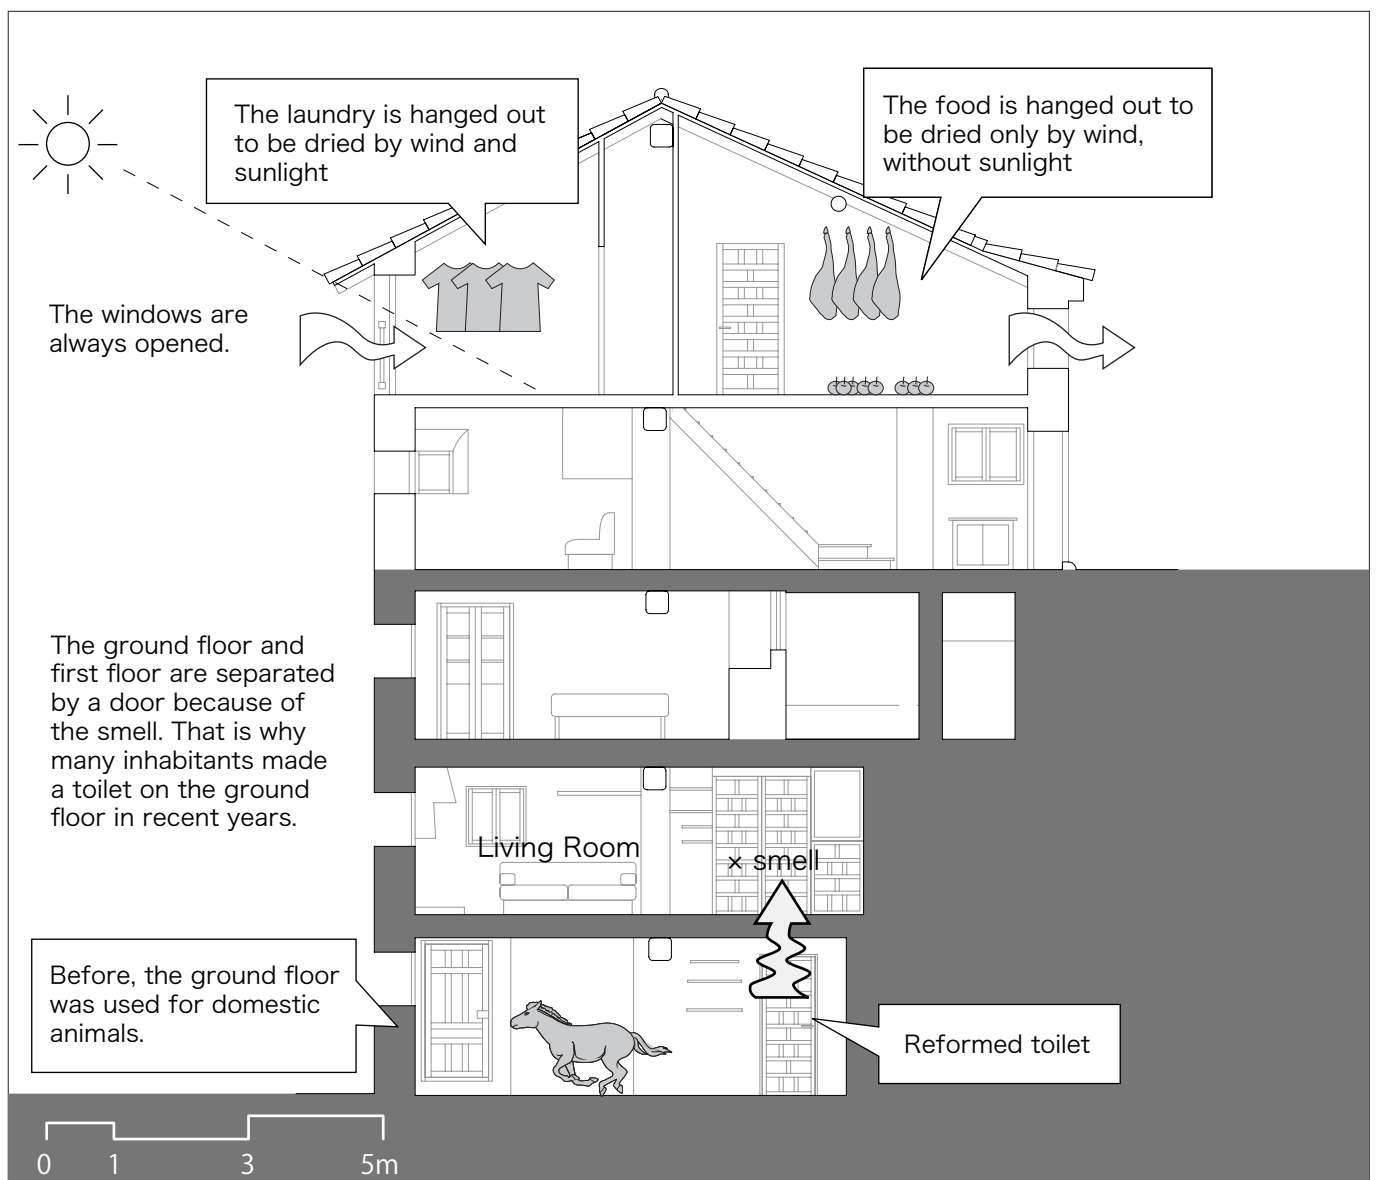 The laundry is hanged out
to be dried by wind and
sunlight
The food is hanged out to
be dried only by wind,
without sunlight
The windows are
always opened.
The ground floor and
first floor are separated
by a door because of
the smell. That is why
many inhabitants made
a toilet on the ground
floor in recent years.
Living Room
× smell
Before, the ground floor
was used for domestic
animals.
Reformed toilet
0 1 3 5m